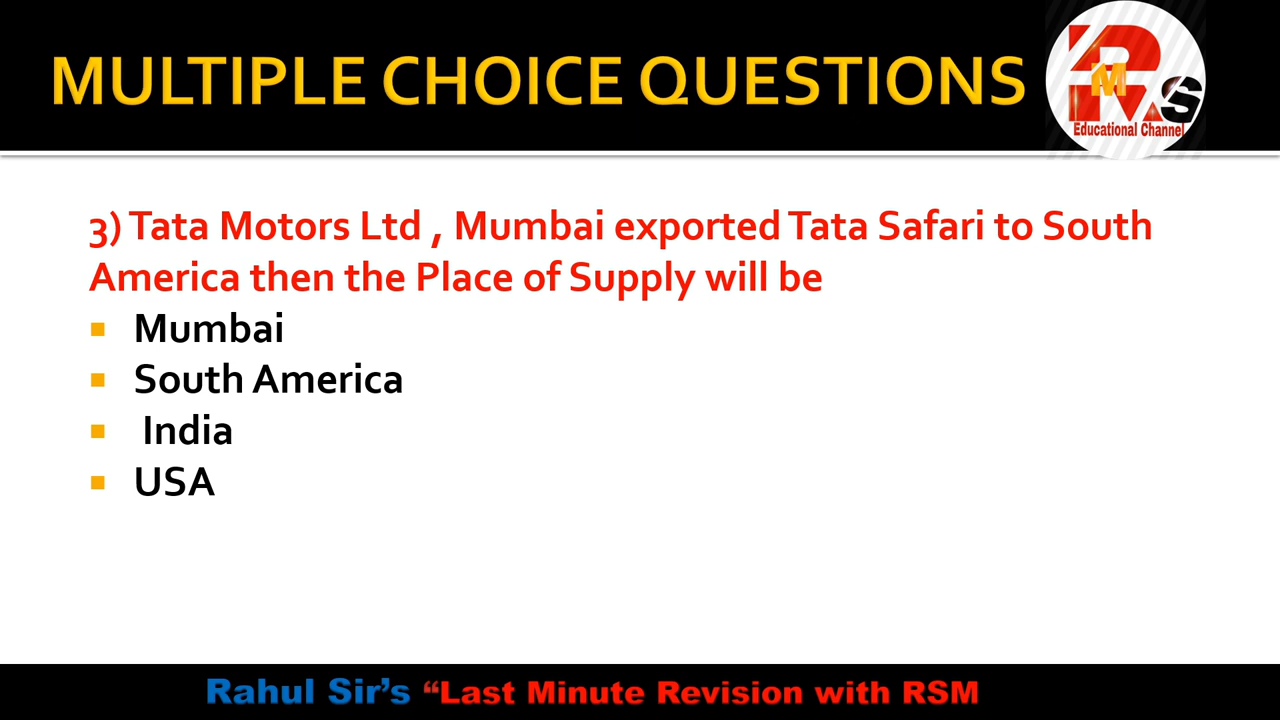 MULTIPLE CHOICE QUESTIONS
RMS
Educational Channel
3) Tata Motors Ltd , Mumbai exported Tata Safari to South
America then the Place of Supply will be
Mumbai
South America
India
USA
Rahul Sir’s “Last Minute Revision with RSM